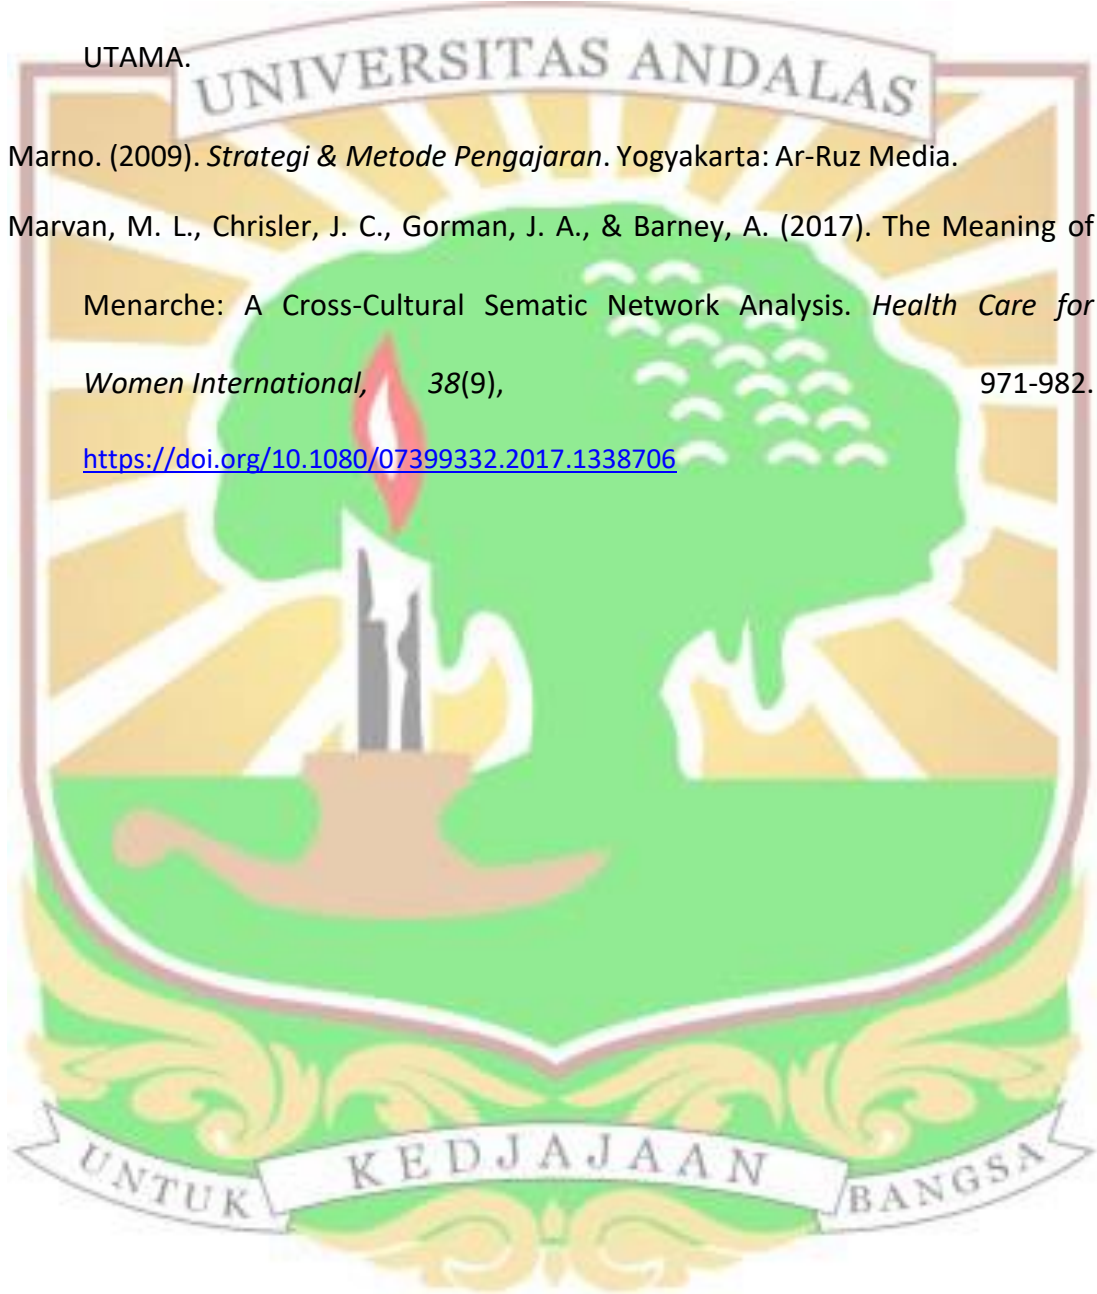 UTAMA.
UNIVERSITAS ANDALAS
Marno. (2009). Strategi & Metode Pengajaran. Yogyakarta: Ar-Ruz Media.
Marvan, M. L., Chrisler, J. C., Gorman, J. A., & Barney, A. (2017). The Meaning of
Menarche: A Cross-Cultural Sematic Network Analysis. Health Care for
Women International, 38(9), 971-982.
https://doi.org/10.1080/07399332.2017.1338706
UNTUK KEDJAJAAN BANGSA